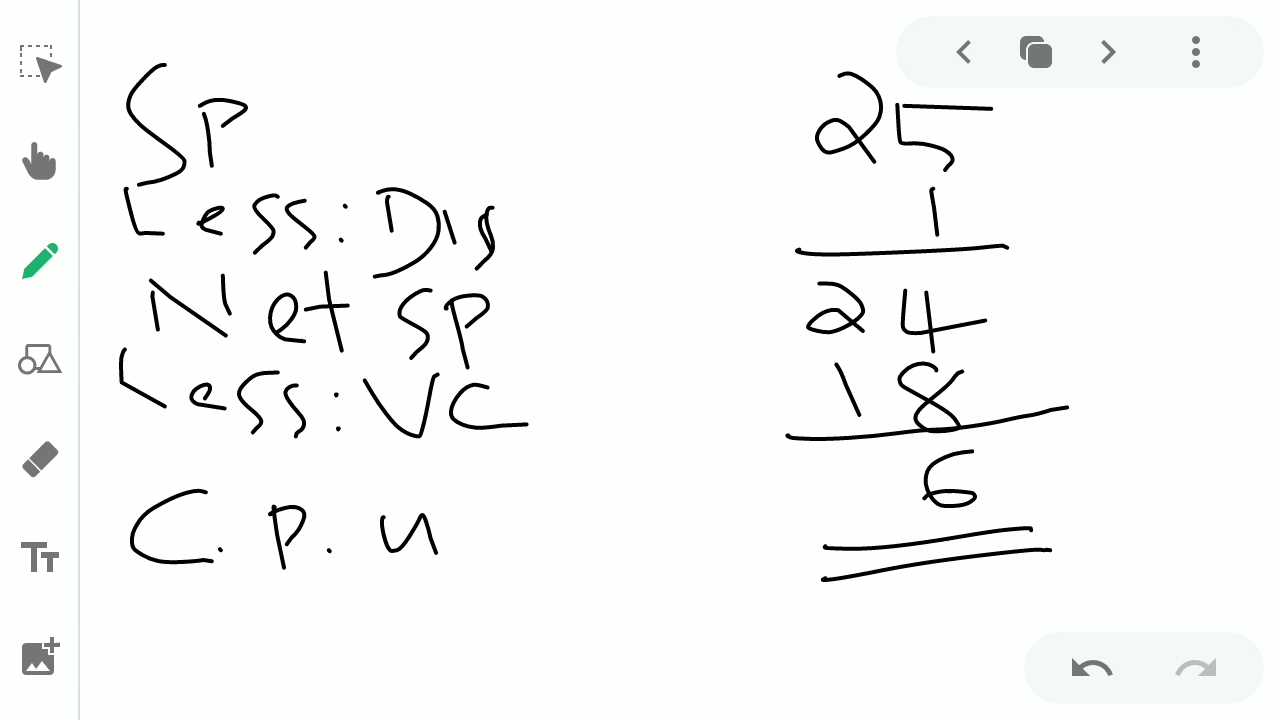 SP 25
Less: Dis 1
Net SP 24
Less: VC 18
C.P.U 6